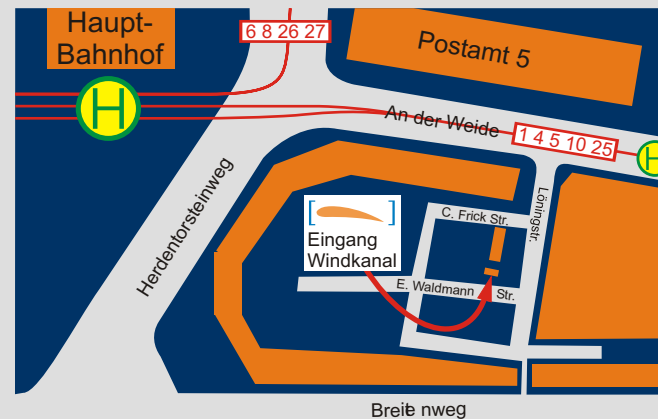 Haupt-
Bahnhof
6 8 26 27
Postamt 5
H
An der Weide
1 4 5 10 25
H
Herdentorsteinweg
Löningstr.
C. Frick Str.
[ ]
Eingang
Windkanal
E. Waldmann Str.
Breite nweg